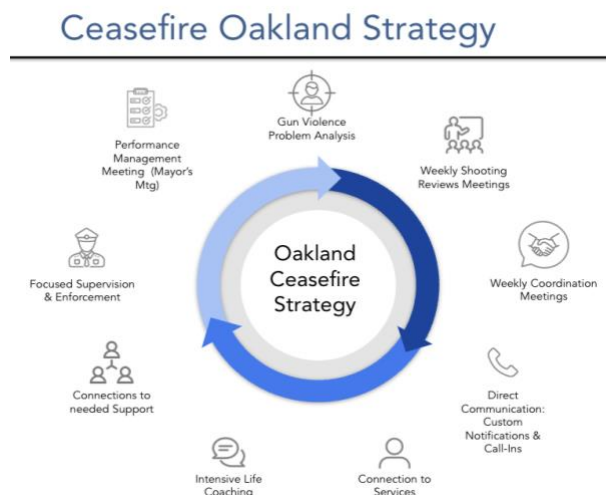 Ceasefire Oakland Strategy
Gun Violence
Problem Analysis
Weekly Shooting
Reviews Meetings
Weekly Coordination
Meetings
Direct
Communication:
Custom
Notifications &
Call-Ins
Connection to
Services
Intensive Life
Coaching
Connections to
needed Support
Focused Supervision
& Enforcement
Performance
Management
Meeting (Mayor's
Mtg)
Oakland
Ceasefire
Strategy